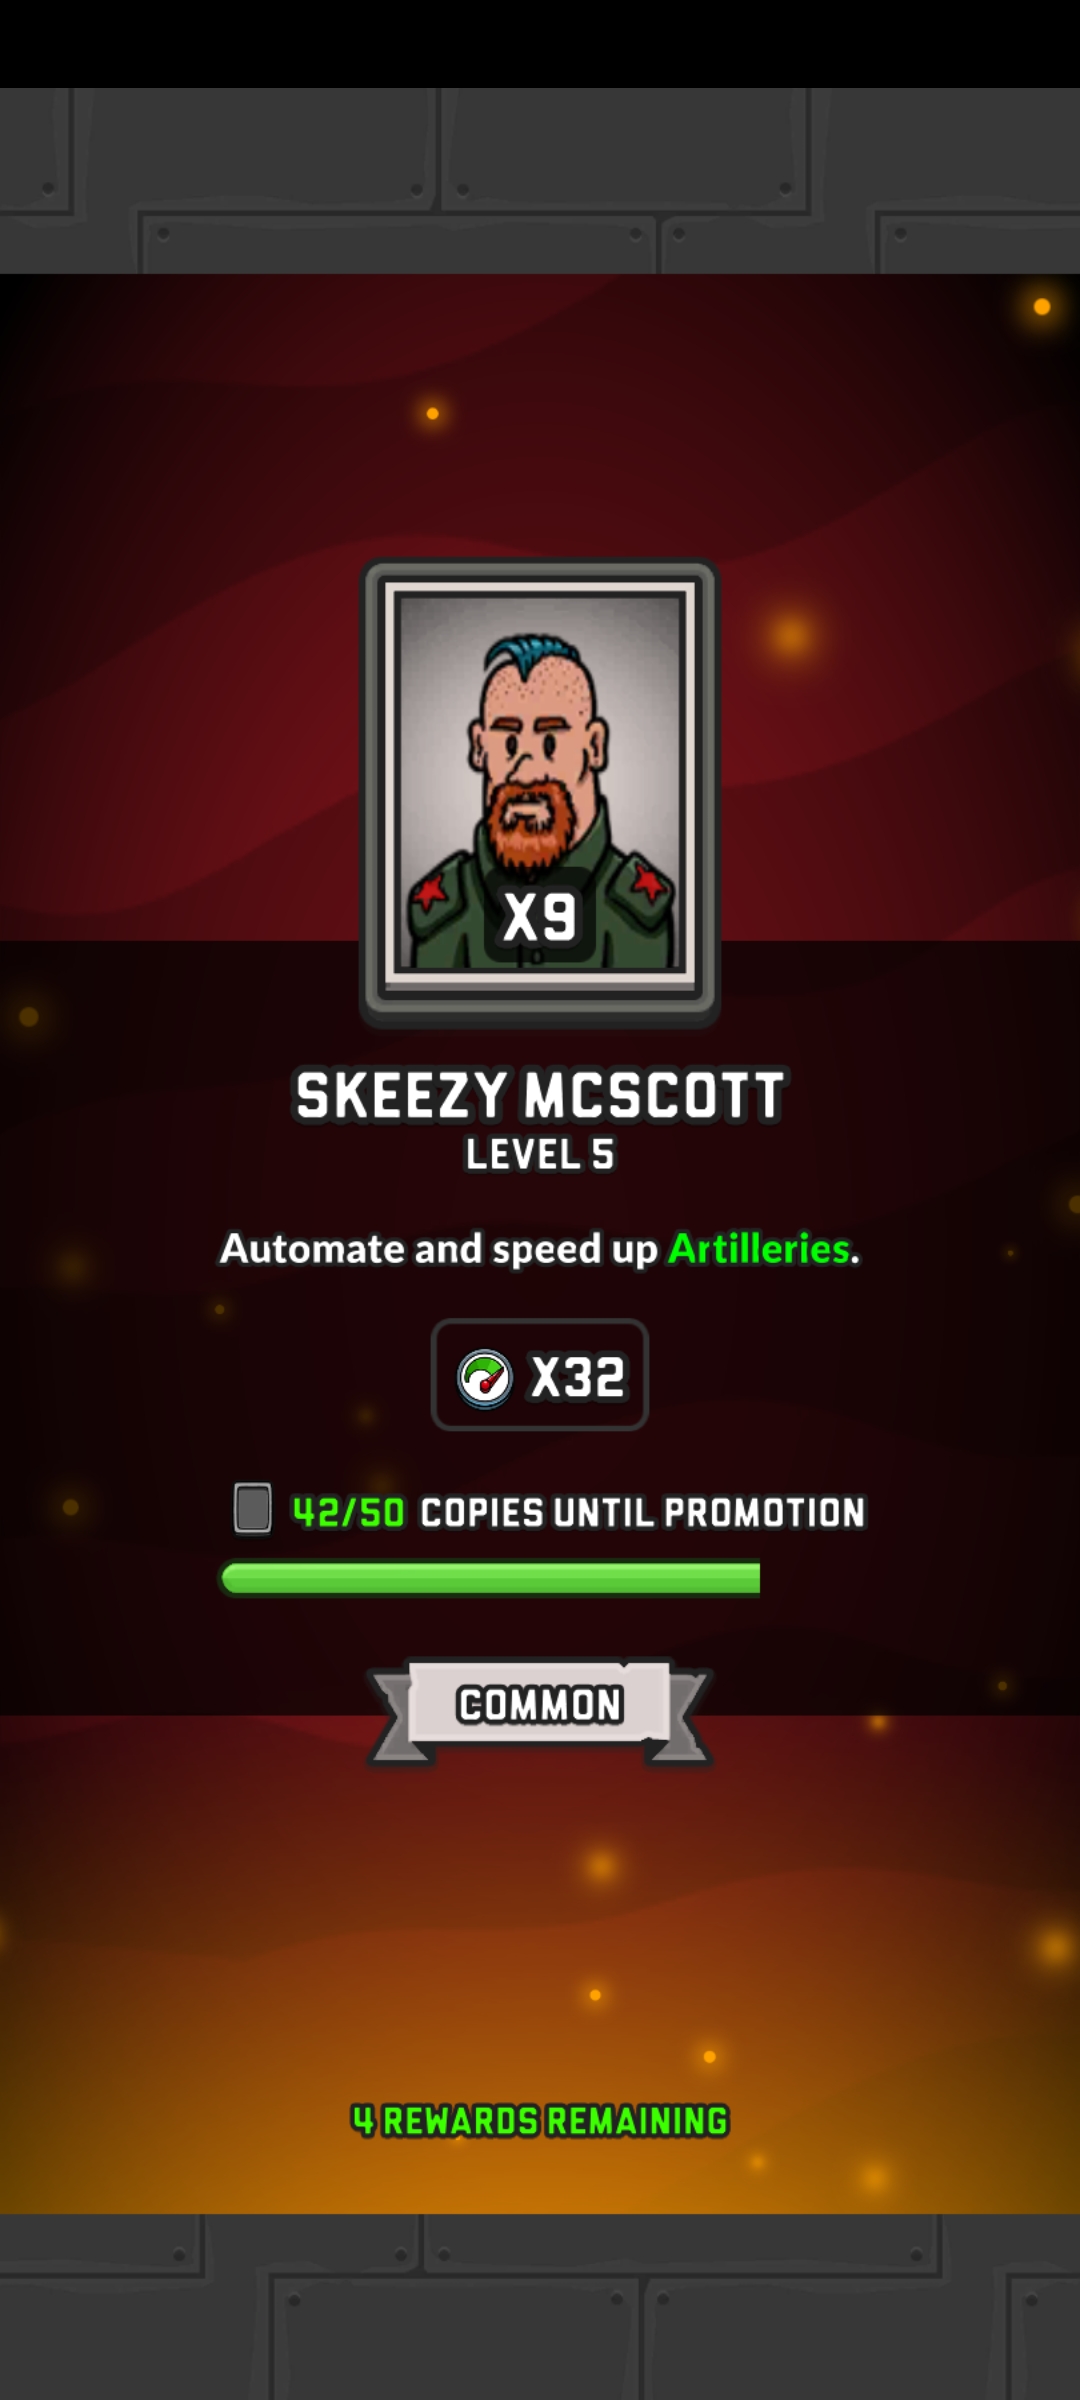 X9
SKEEZY MCSCOTT
LEVEL 5
Automate and speed up Artilleries.
X32
42/50 COPIES UNTIL PROMOTION
COMMON
4 REWARDS REMAINING